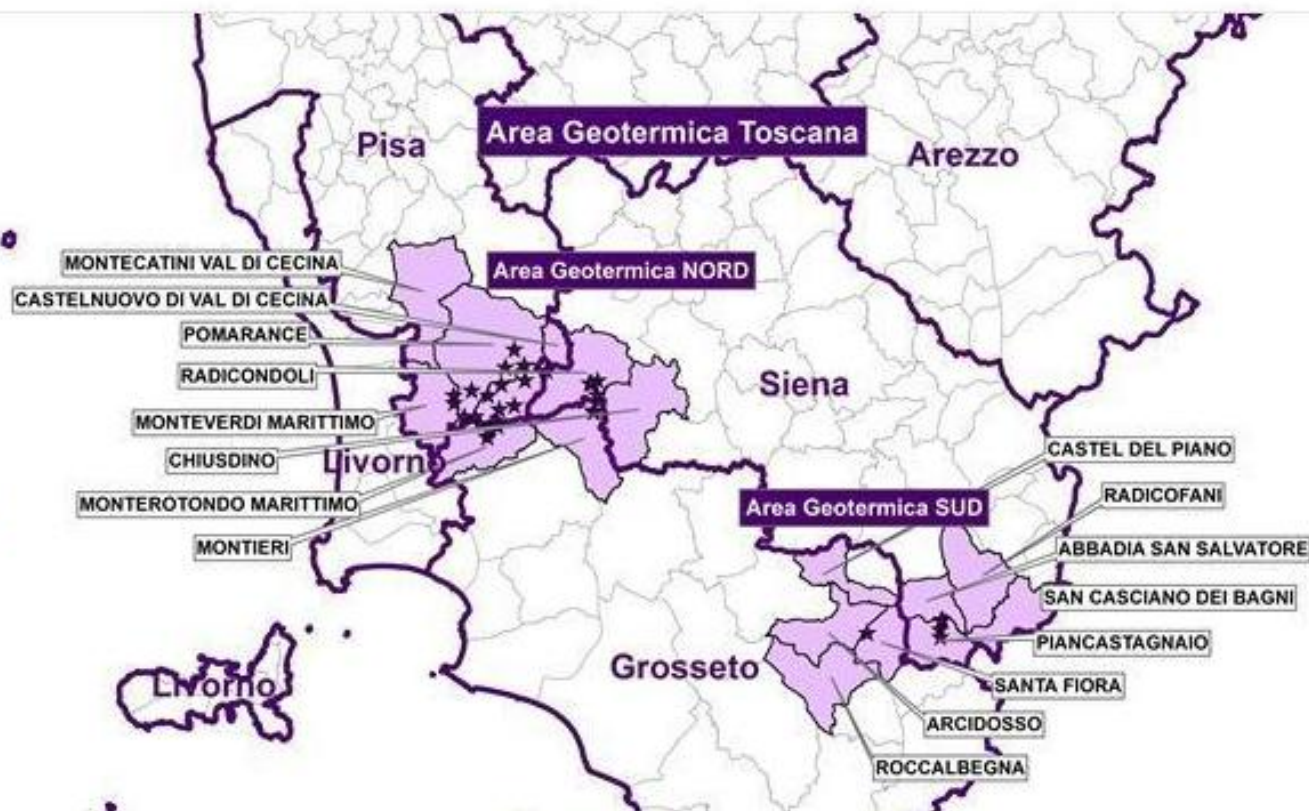 Area Geotermica Toscana
Pisa
Arezzo
MONTECATINI VAL DI CECINA
Area Geotermica NORD
CASTELNUOVO DI VAL DI CECINA
POMARANCE
RADICONDOLI
Siena
MONTEVERDI MARITTIMO
CHIUSDINO
Livorno
MONTEROTONDO MARITTIMO
MONTIERI
CASTEL DEL PIANO
RADICOFANI
Area Geotermica SUD
ABBADIA SAN SALVATORE
SAN CASCIANO DEI BAGNI
PIANCASTAGNAIO
Grosseto
Livorno
SANTA FIORA
ARCIDOSSO
ROCCALBEGNA